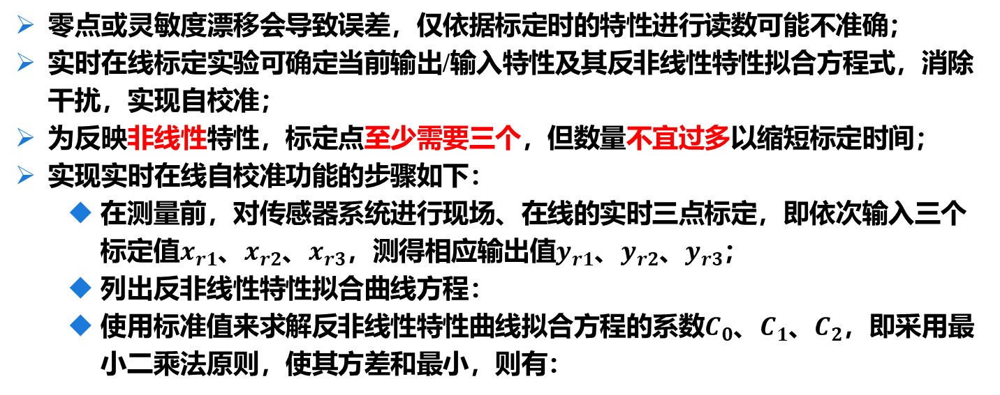 ➢ 零点或灵敏度漂移会导致误差，仅依据标定时的特性进行读数可能不准确；
➢ 实时在线标定实验可确定当前输出/输入特性及其反非线性特性拟合方程式，消除
干扰，实现自校准；
➢ 为反映非线性特性，标定点至少需要三个，但数量不宜过多以缩短标定时间；
➢ 实现实时在线自校准功能的步骤如下：
◆ 在测量前，对传感器系统进行现场、在线的实时三点标定，即依次输入三个
标定值x_{r1}、x_{r2}、x_{r3}，测得相应输出值y_{r1}、y_{r2}、y_{r3}；
◆ 列出反非线性特性拟合曲线方程：
◆ 使用标准值来求解反非线性特性曲线拟合方程的系数C_0、C_1、C_2，即采用最
小二乘法原则，使其方差和最小，则有：